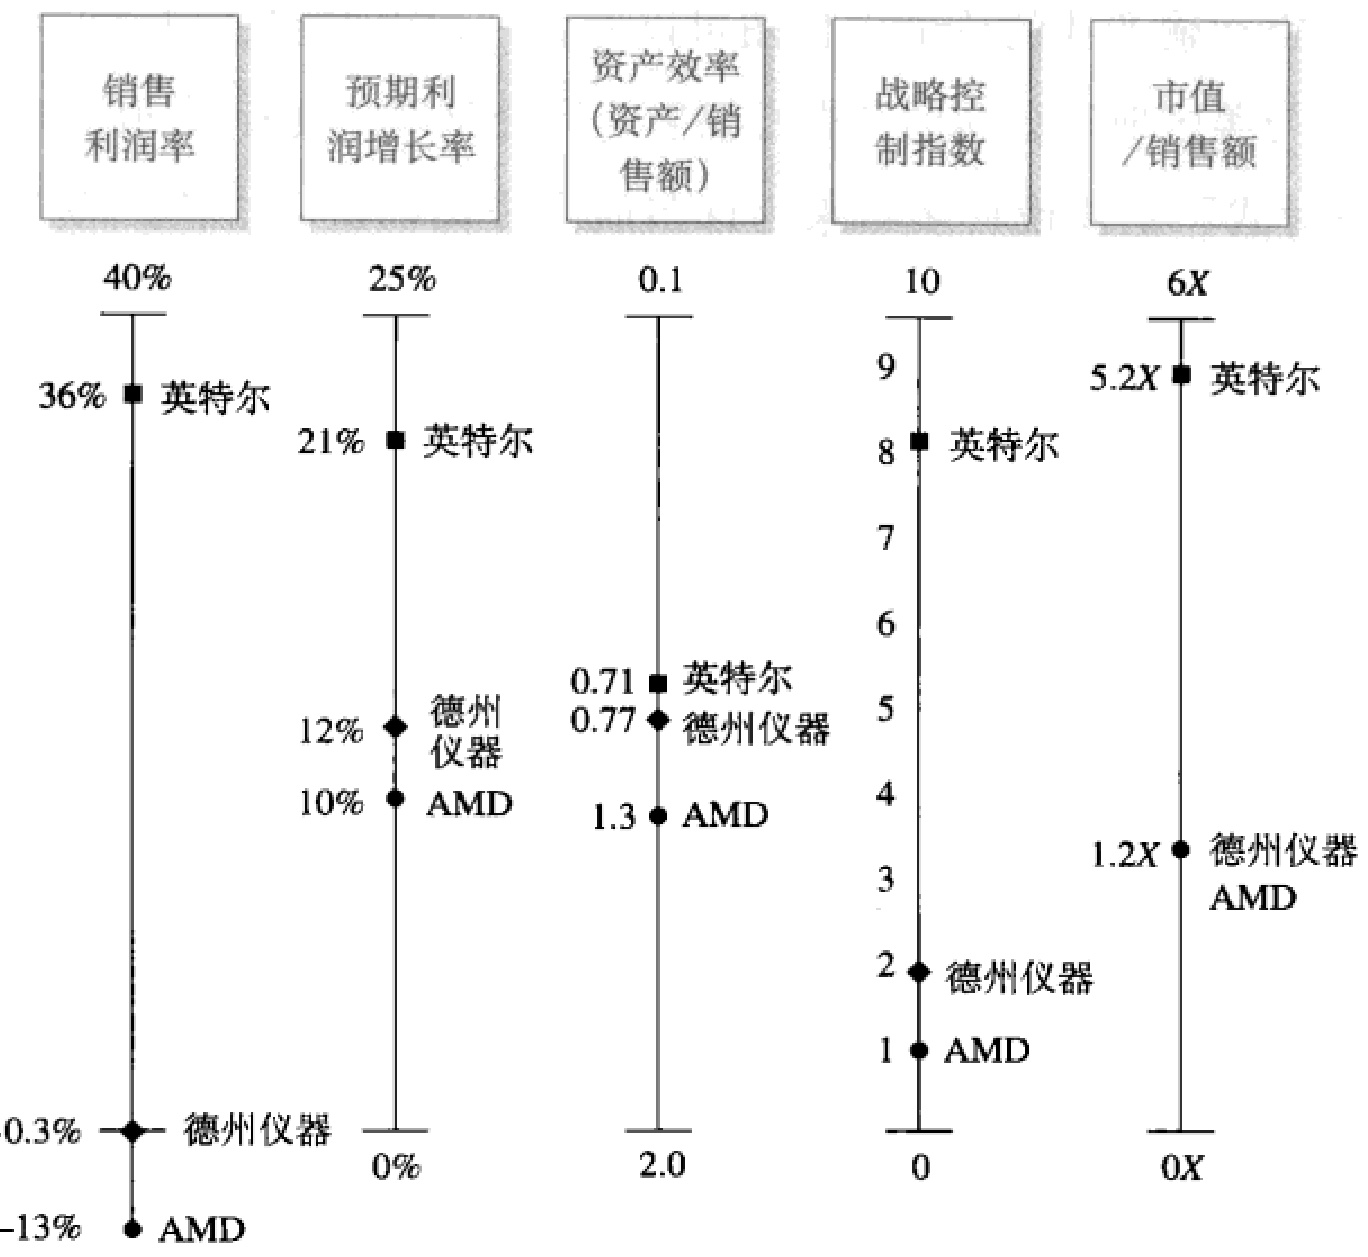 销售
利润率
预期利
润增长率
资产效率
(资产/销
售额)
战略控
制指数
市值
/销售额
40%
36% 英特尔
0.3% 德州仪器
-13% AMD
25%
21% 英特尔
12% 德州
仪器
10% AMD
0%
0.1
0.71 英特尔
0.77 德州仪器
1.3 AMD
2.0
10
9
8 英特尔
7
6
5
4
3
2 德州仪器
1 AMD
0
6X
5.2X 英特尔
1.2X 德州仪器
AMD
0X